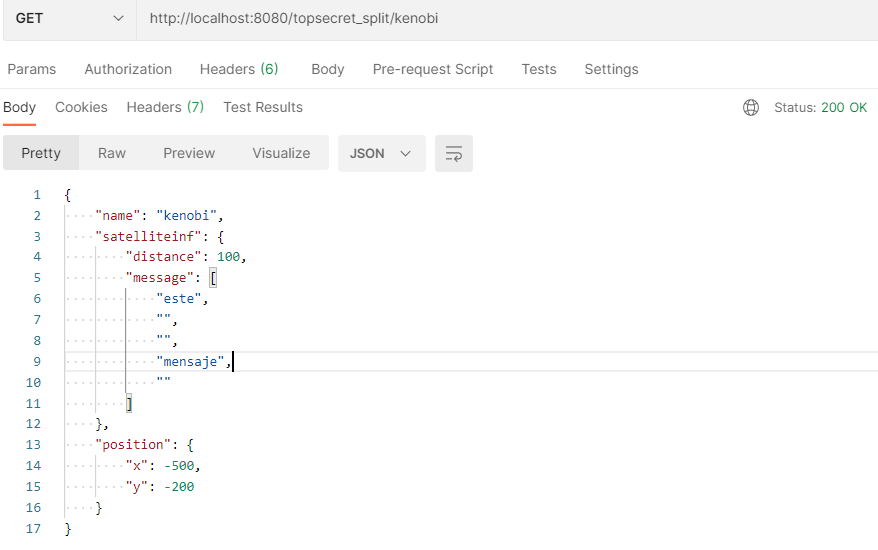 GET http://localhost:8080/topsecret_split/kenobi
Params Authorization Headers (6) Body Pre-request Script Tests Settings
Body Cookies Headers (7) Test Results Status: 200 OK
Pretty Raw Preview Visualize JSON
1 {
2 "name": "kenobi",
3 "satelliteinf": {
4 "distance": 100,
5 "message": [
6 "este",
7 "",
8 "",
9 "mensaje",
10 ""
11 ]
12 },
13 "position": {
14 "x": -500,
15 "y": -200
16 }
17 }